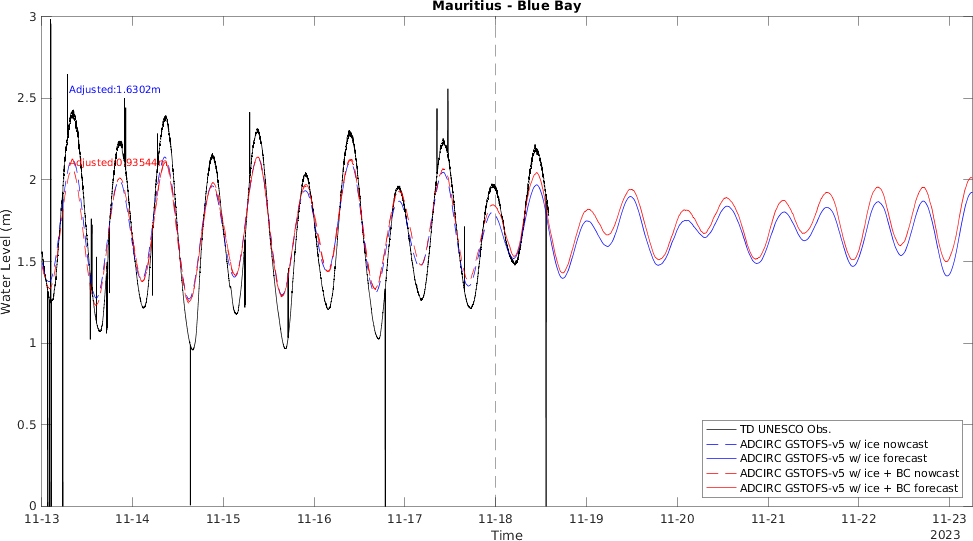 Mauritius - Blue Bay
3
2.5
2
1.5
1
0.5
0
Water Level (m)
Adjusted:1.6302m
Adjusted:0.93544m
TD UNESCO Obs.
ADCIRC GSTOFS-v5 w/ ice nowcast
ADCIRC GSTOFS-v5 w/ ice forecast
ADCIRC GSTOFS-v5 w/ ice + BC nowcast
ADCIRC GSTOFS-v5 w/ ice + BC forecast
11-13 11-14 11-15 11-16 11-17 11-18 11-19 11-20 11-21 11-22 11-23
2023
Time